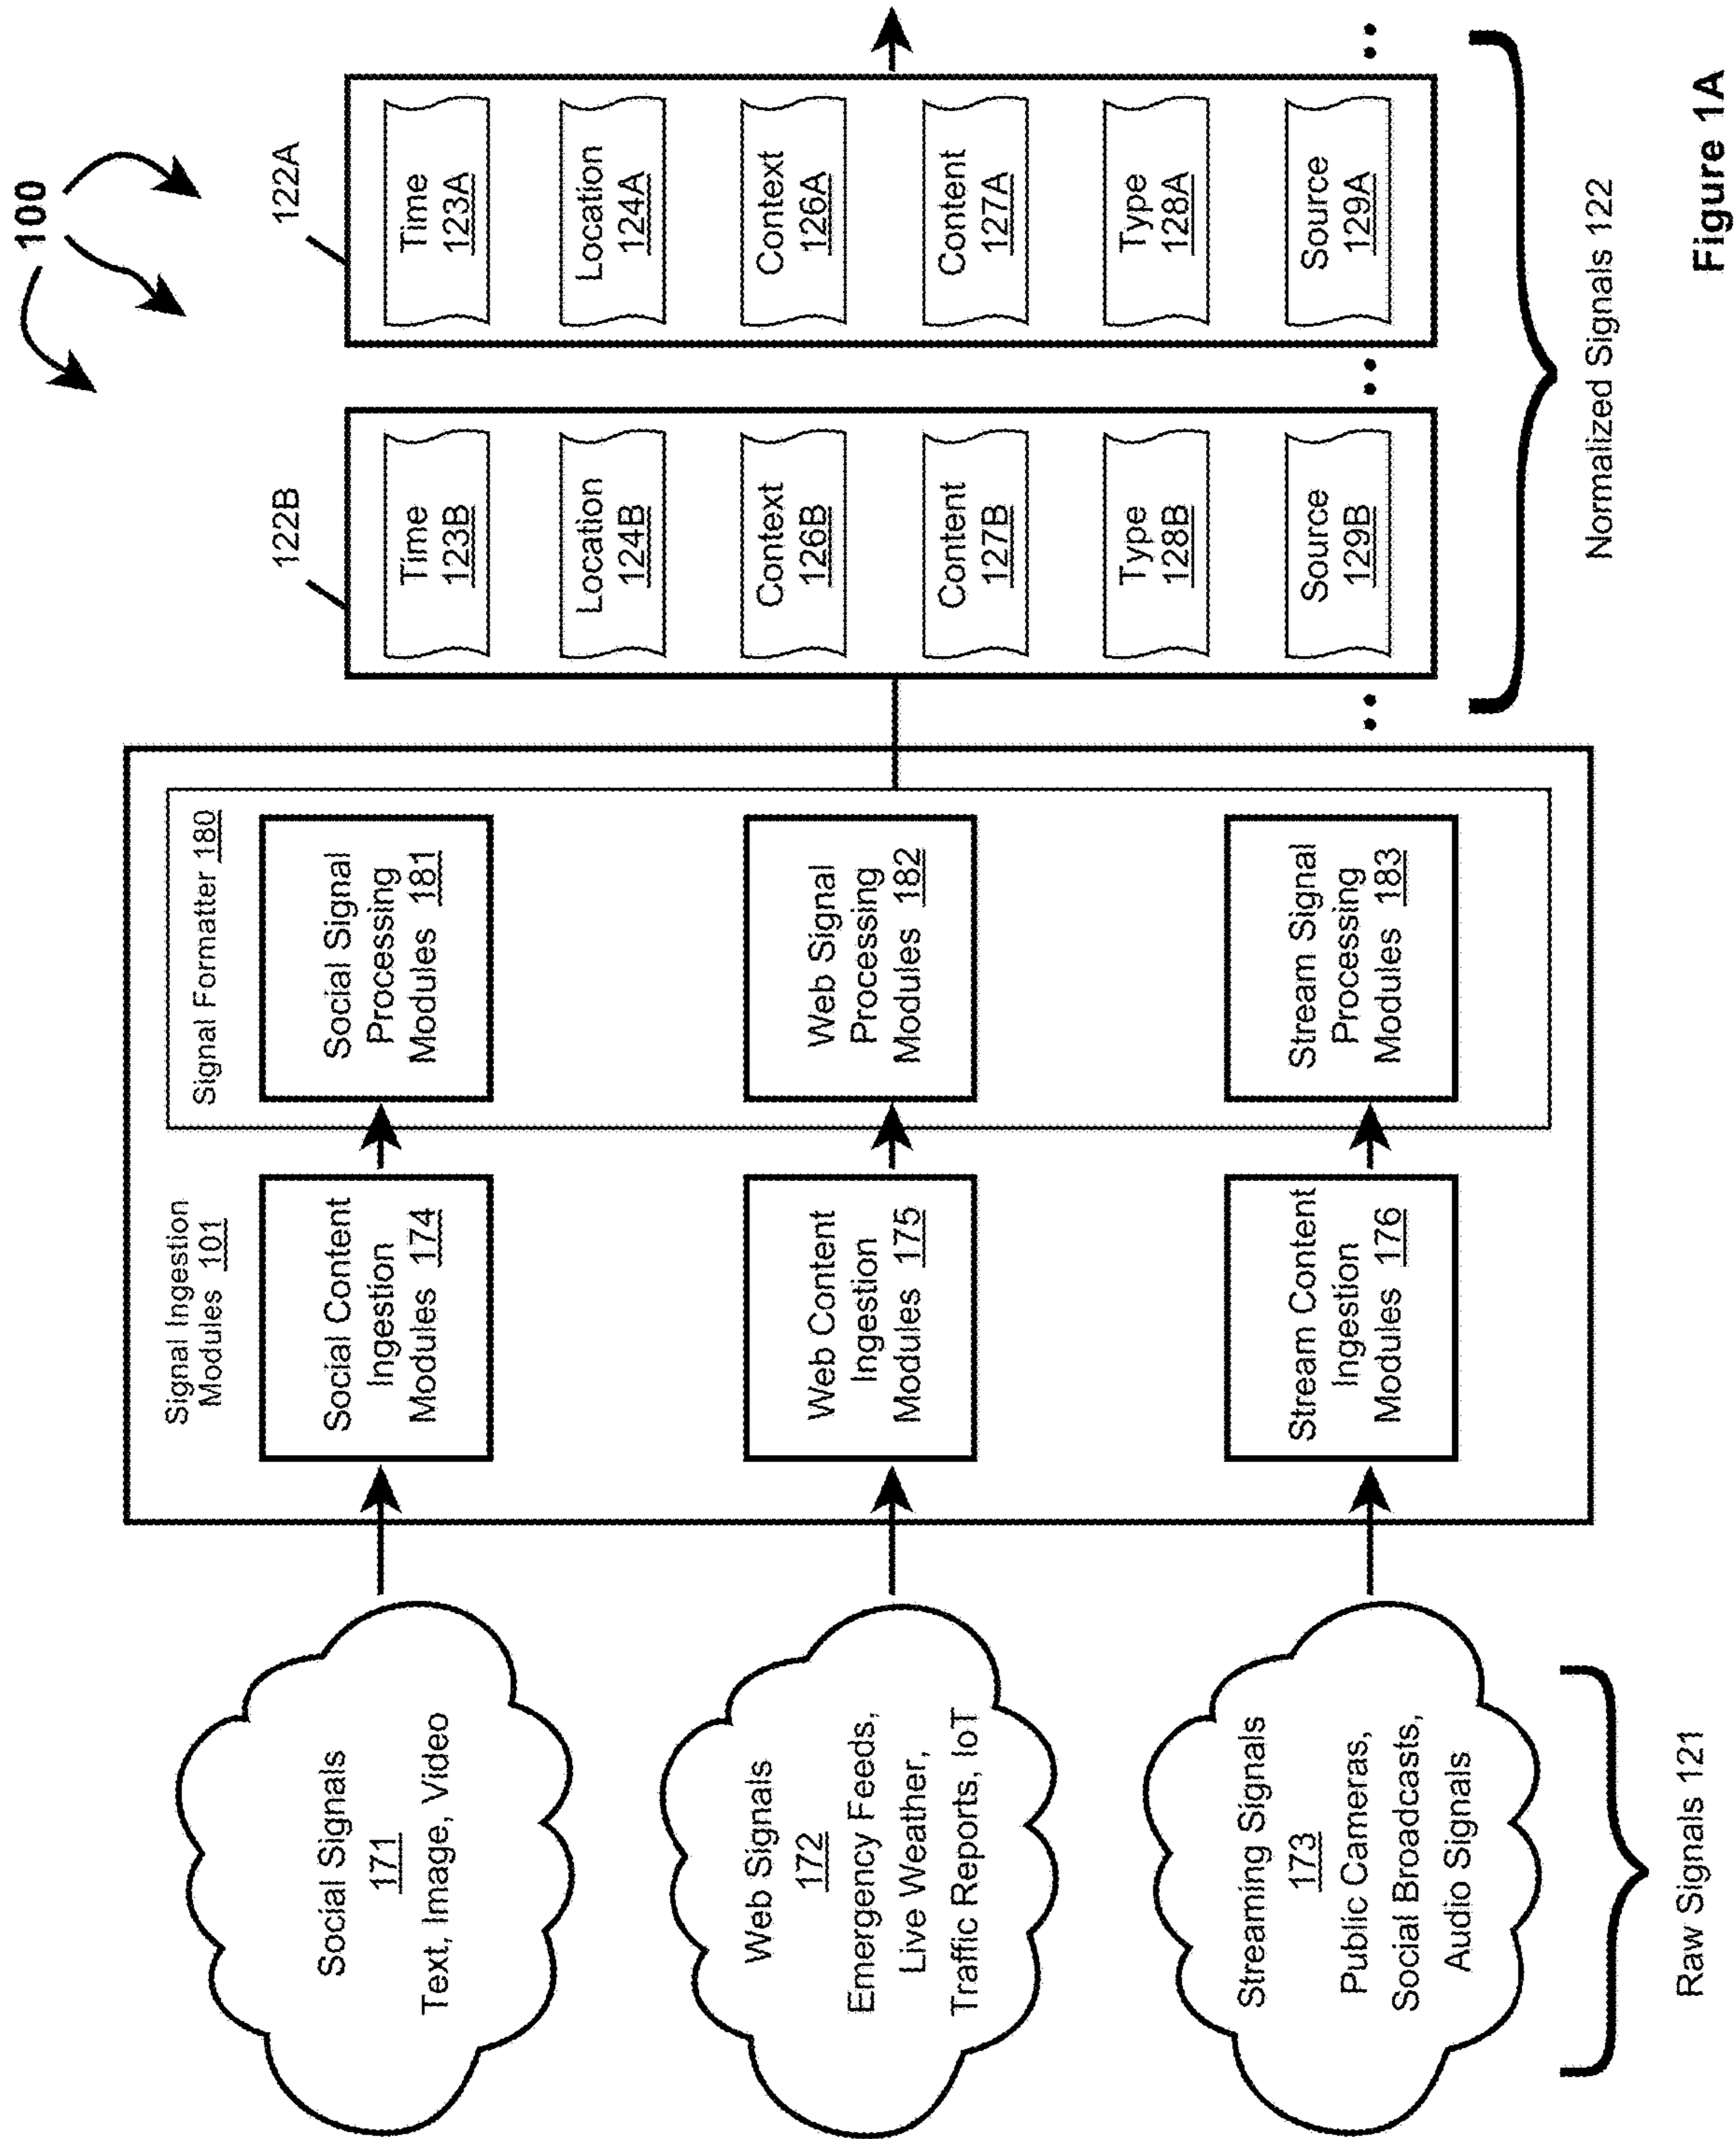 100
Signal Ingestion
Modules 101
Signal Formatter 180
122B
122A
Social Signals
171
Text, Image, Video
Social Content
Ingestion
Modules 174
Social Signal
Processing
Modules 181
Time
123B
Time
123A
Location
124B
Location
124A
Web Signals
172
Emergency Feeds,
Live Weather,
Traffic Reports, IoT
Web Content
Ingestion
Modules 175
Web Signal
Processing
Modules 182
Context
126B
Context
126A
Content
127B
Content
127A
Streaming Signals
173
Public Cameras,
Social Broadcasts,
Audio Signals
Stream Content
Ingestion
Modules 176
Stream Signal
Processing
Modules 183
Type
128B
Type
128A
Source
129B
Source
129A
Raw Signals 121
Normalized Signals 122
Figure 1A